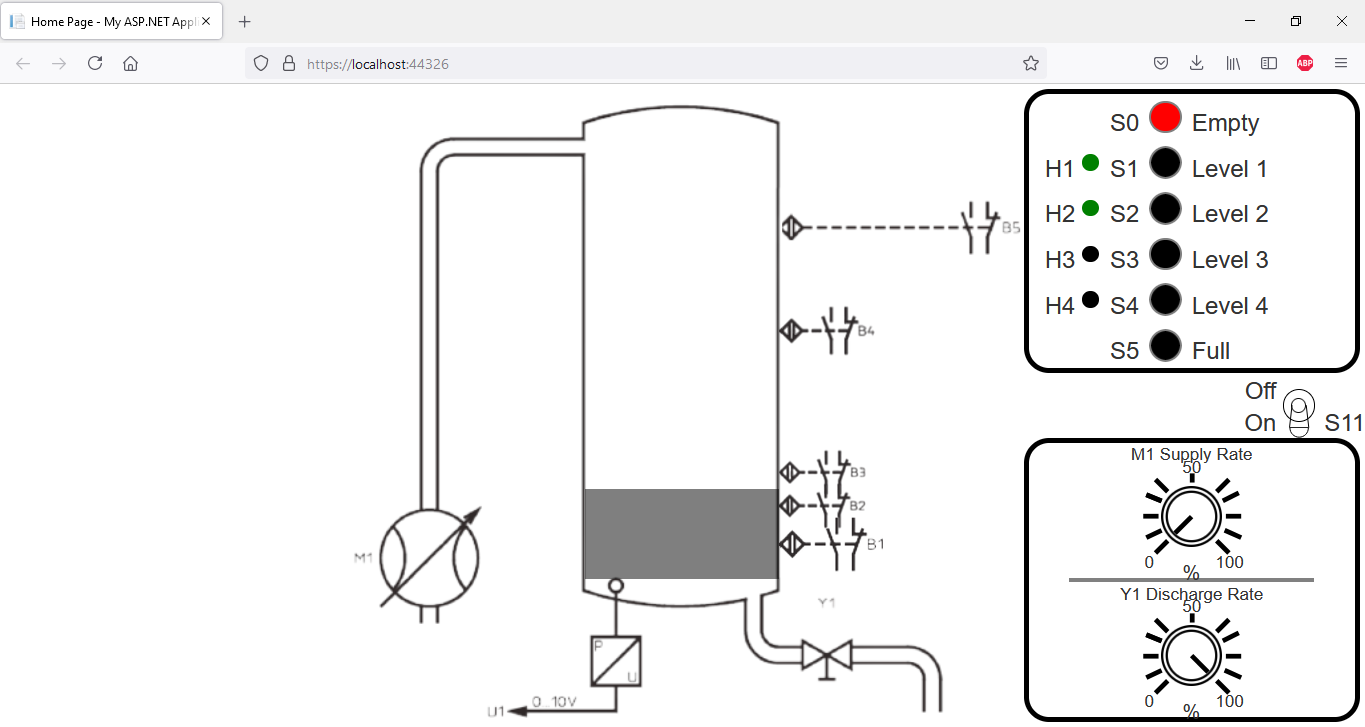 Home Page - My ASP.NET Appli
https://localhost:44326
ABP
S0 Empty
H1 S1 Level 1
H2 S2 Level 2
H3 S3 Level 3
H4 S4 Level 4
S5 Full
Off
On S11
M1 Supply Rate
50
0 100
%
Y1 Discharge Rate
50
0 100
%
B5
B4
B3
B2
B1
M1
Y1
P
U
0...10V
U1